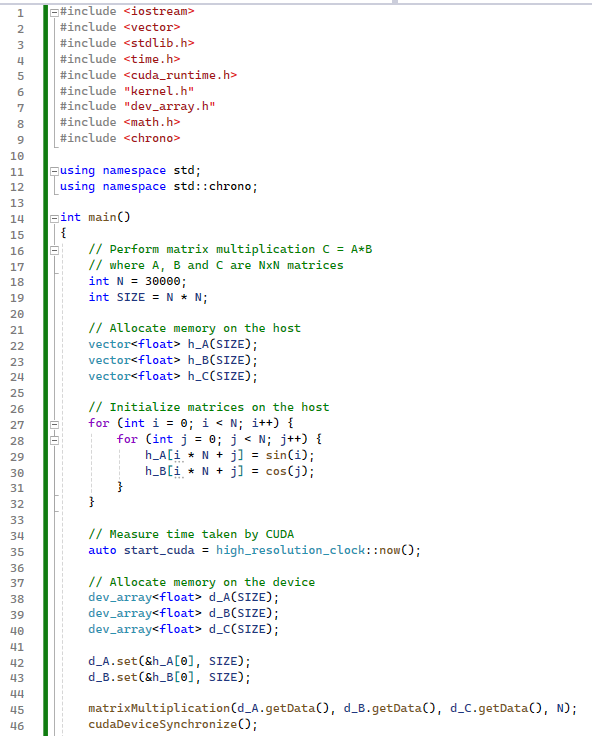 1 #include <iostream>
2 #include <vector>
3 #include <stdlib.h>
4 #include <time.h>
5 #include <cuda_runtime.h>
6 #include "kernel.h"
7 #include "dev_array.h"
8 #include <math.h>
9 #include <chrono>
10
11 using namespace std;
12 using namespace std::chrono;
13
14 int main()
15 {
16     // Perform matrix multiplication C = A*B
17     // where A, B and C are NxN matrices
18     int N = 30000;
19     int SIZE = N * N;
20
21     // Allocate memory on the host
22     vector<float> h_A(SIZE);
23     vector<float> h_B(SIZE);
24     vector<float> h_C(SIZE);
25
26     // Initialize matrices on the host
27     for (int i = 0; i < N; i++) {
28         for (int j = 0; j < N; j++) {
29             h_A[i * N + j] = sin(i);
30             h_B[i * N + j] = cos(j);
31         }
32     }
33
34     // Measure time taken by CUDA
35     auto start_cuda = high_resolution_clock::now();
36
37     // Allocate memory on the device
38     dev_array<float> d_A(SIZE);
39     dev_array<float> d_B(SIZE);
40     dev_array<float> d_C(SIZE);
41
42     d_A.set(&h_A[0], SIZE);
43     d_B.set(&h_B[0], SIZE);
44
45     matrixMultiplication(d_A.getData(), d_B.getData(), d_C.getData(), N);
46     cudaDeviceSynchronize();